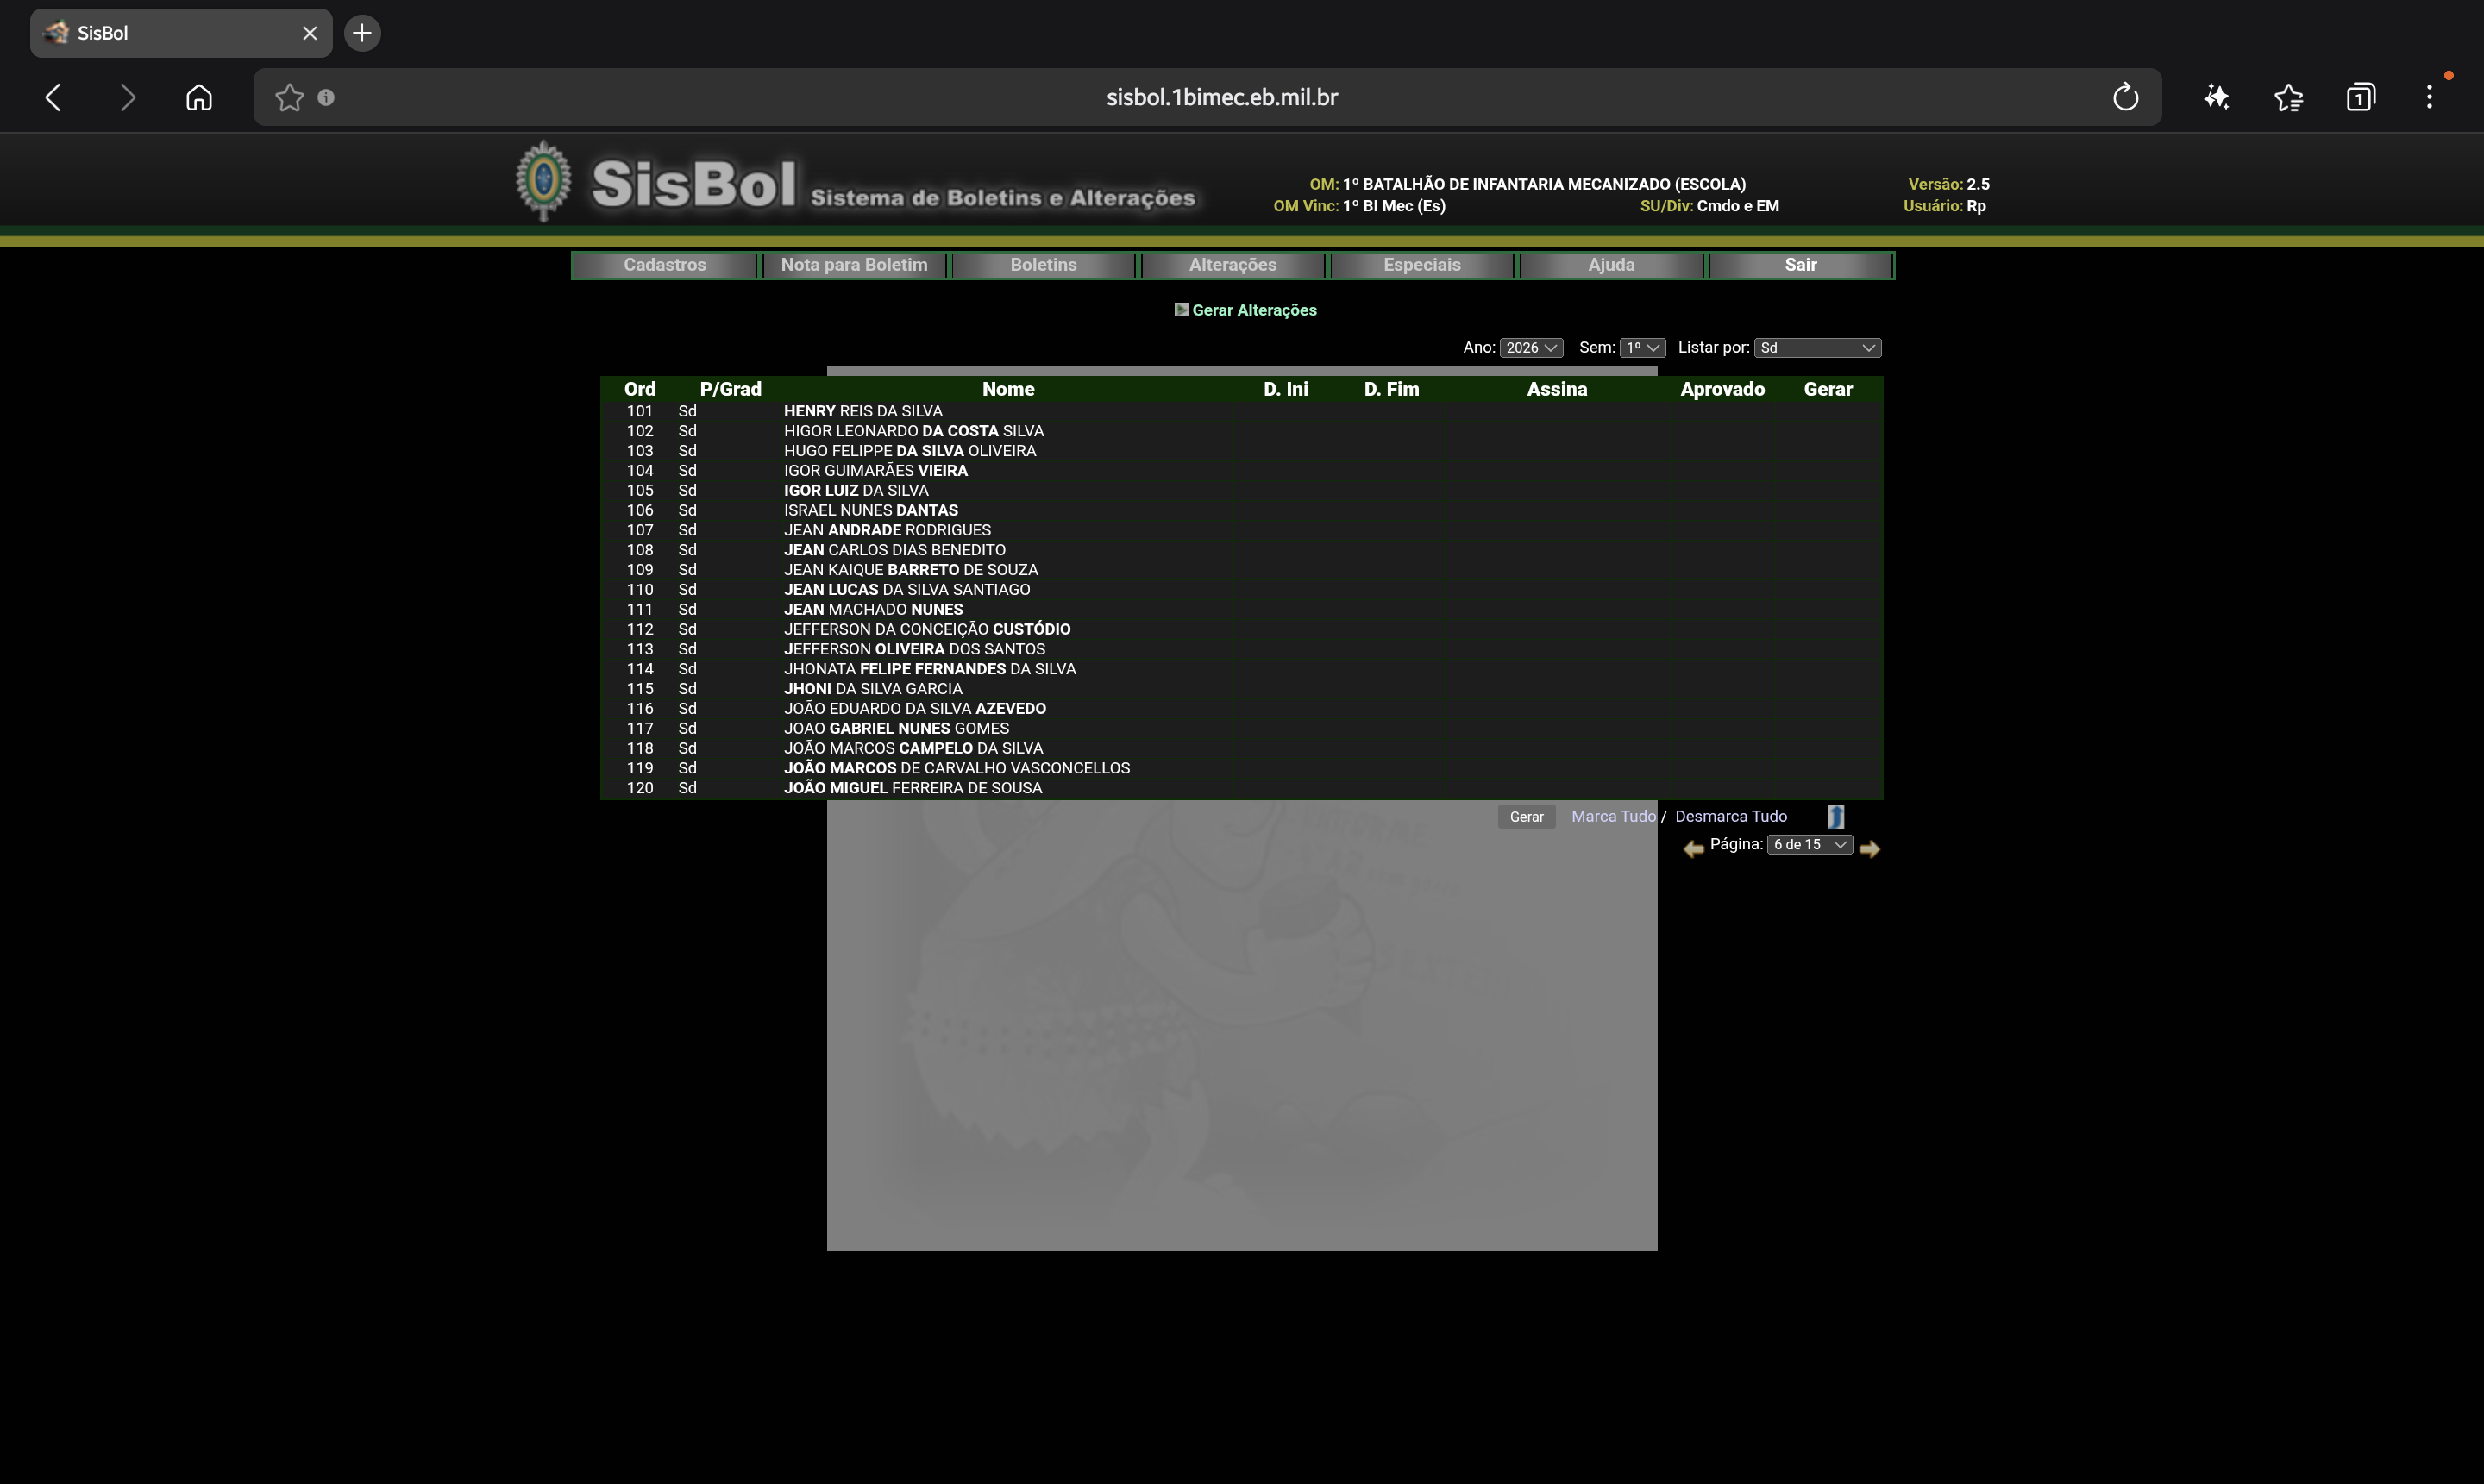 SisBol
sisbol.1bimec.eb.mil.br
1
SisBol Sistema de Boletins e Alterações
OM: 1º BATALHÃO DE INFANTARIA MECANIZADO (ESCOLA) Versão: 2.5
OM Vinc: 1º BI Mec (Es) SU/Div: Cmdo e EM Usuário: Rp
Cadastros Nota para Boletim Boletins Alterações Especiais Ajuda Sair
Gerar Alterações
Ano: 2026 Sem: 1º Listar por: Sd
Ord P/Grad Nome D. Ini D. Fim Assina Aprovado Gerar
101 Sd HENRY REIS DA SILVA
102 Sd HIGOR LEONARDO DA COSTA SILVA
103 Sd HUGO FELIPPE DA SILVA OLIVEIRA
104 Sd IGOR GUIMARÃES VIEIRA
105 Sd IGOR LUIZ DA SILVA
106 Sd ISRAEL NUNES DANTAS
107 Sd JEAN ANDRADE RODRIGUES
108 Sd JEAN CARLOS DIAS BENEDITO
109 Sd JEAN KAIQUE BARRETO DE SOUZA
110 Sd JEAN LUCAS DA SILVA SANTIAGO
111 Sd JEAN MACHADO NUNES
112 Sd JEFFERSON DA CONCEIÇÃO CUSTÓDIO
113 Sd JEFFERSON OLIVEIRA DOS SANTOS
114 Sd JHONATA FELIPE FERNANDES DA SILVA
115 Sd JHONI DA SILVA GARCIA
116 Sd JOÃO EDUARDO DA SILVA AZEVEDO
117 Sd JOAO GABRIEL NUNES GOMES
118 Sd JOÃO MARCOS CAMPELO DA SILVA
119 Sd JOÃO MARCOS DE CARVALHO VASCONCELLOS
120 Sd JOÃO MIGUEL FERREIRA DE SOUSA
Gerar Marca Tudo / Desmarca Tudo
Página: 6 de 15